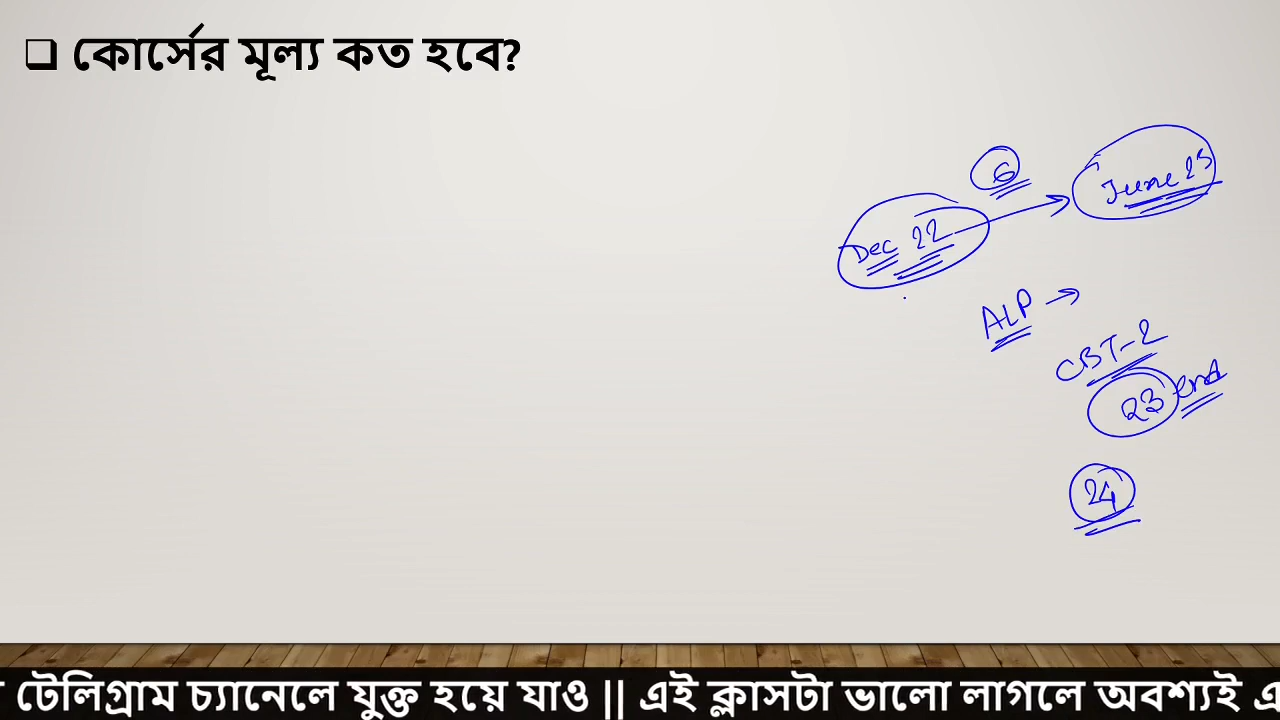 ❑ কোর্সের মূল্য কত হবে?
6
June 25
Dec 22
ALP →
CBT-2
23 end
24
টেলিগ্রাম চ্যানেলে যুক্ত হয়ে যাও || এই ক্লাসটা ভালো লাগলে অবশ্যই এ